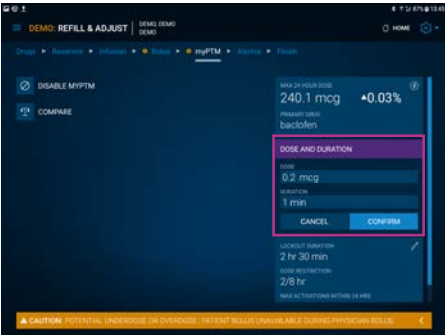 87% 13:45
DEMO: REFILL & ADJUST
DEMO, DEMO
DEMO
HOME
Drugs ▸ Reservoir ▸ Infusion ▸ Bolus ▸ myPTM ▸ Alarms ▸ Finish
DISABLE MYPTM
COMPARE
MAX 24 HOUR DOSE
240.1 mcg ▲0.03%
PRIMARY DRUG
baclofen
DOSE AND DURATION
DOSE
0.2 mcg
DURATION
1 min
CANCEL CONFIRM
LOCKOUT DURATION
2 hr 30 min
DOSE RESTRICTION
2/8 hr
MAX ACTIVATIONS WITHIN 24 HRS
CAUTION: POTENTIAL UNDERDOSE OR OVERDOSE : PATIENT BOLUS UNAVAILABLE DURING PHYSICIAN BOLUS